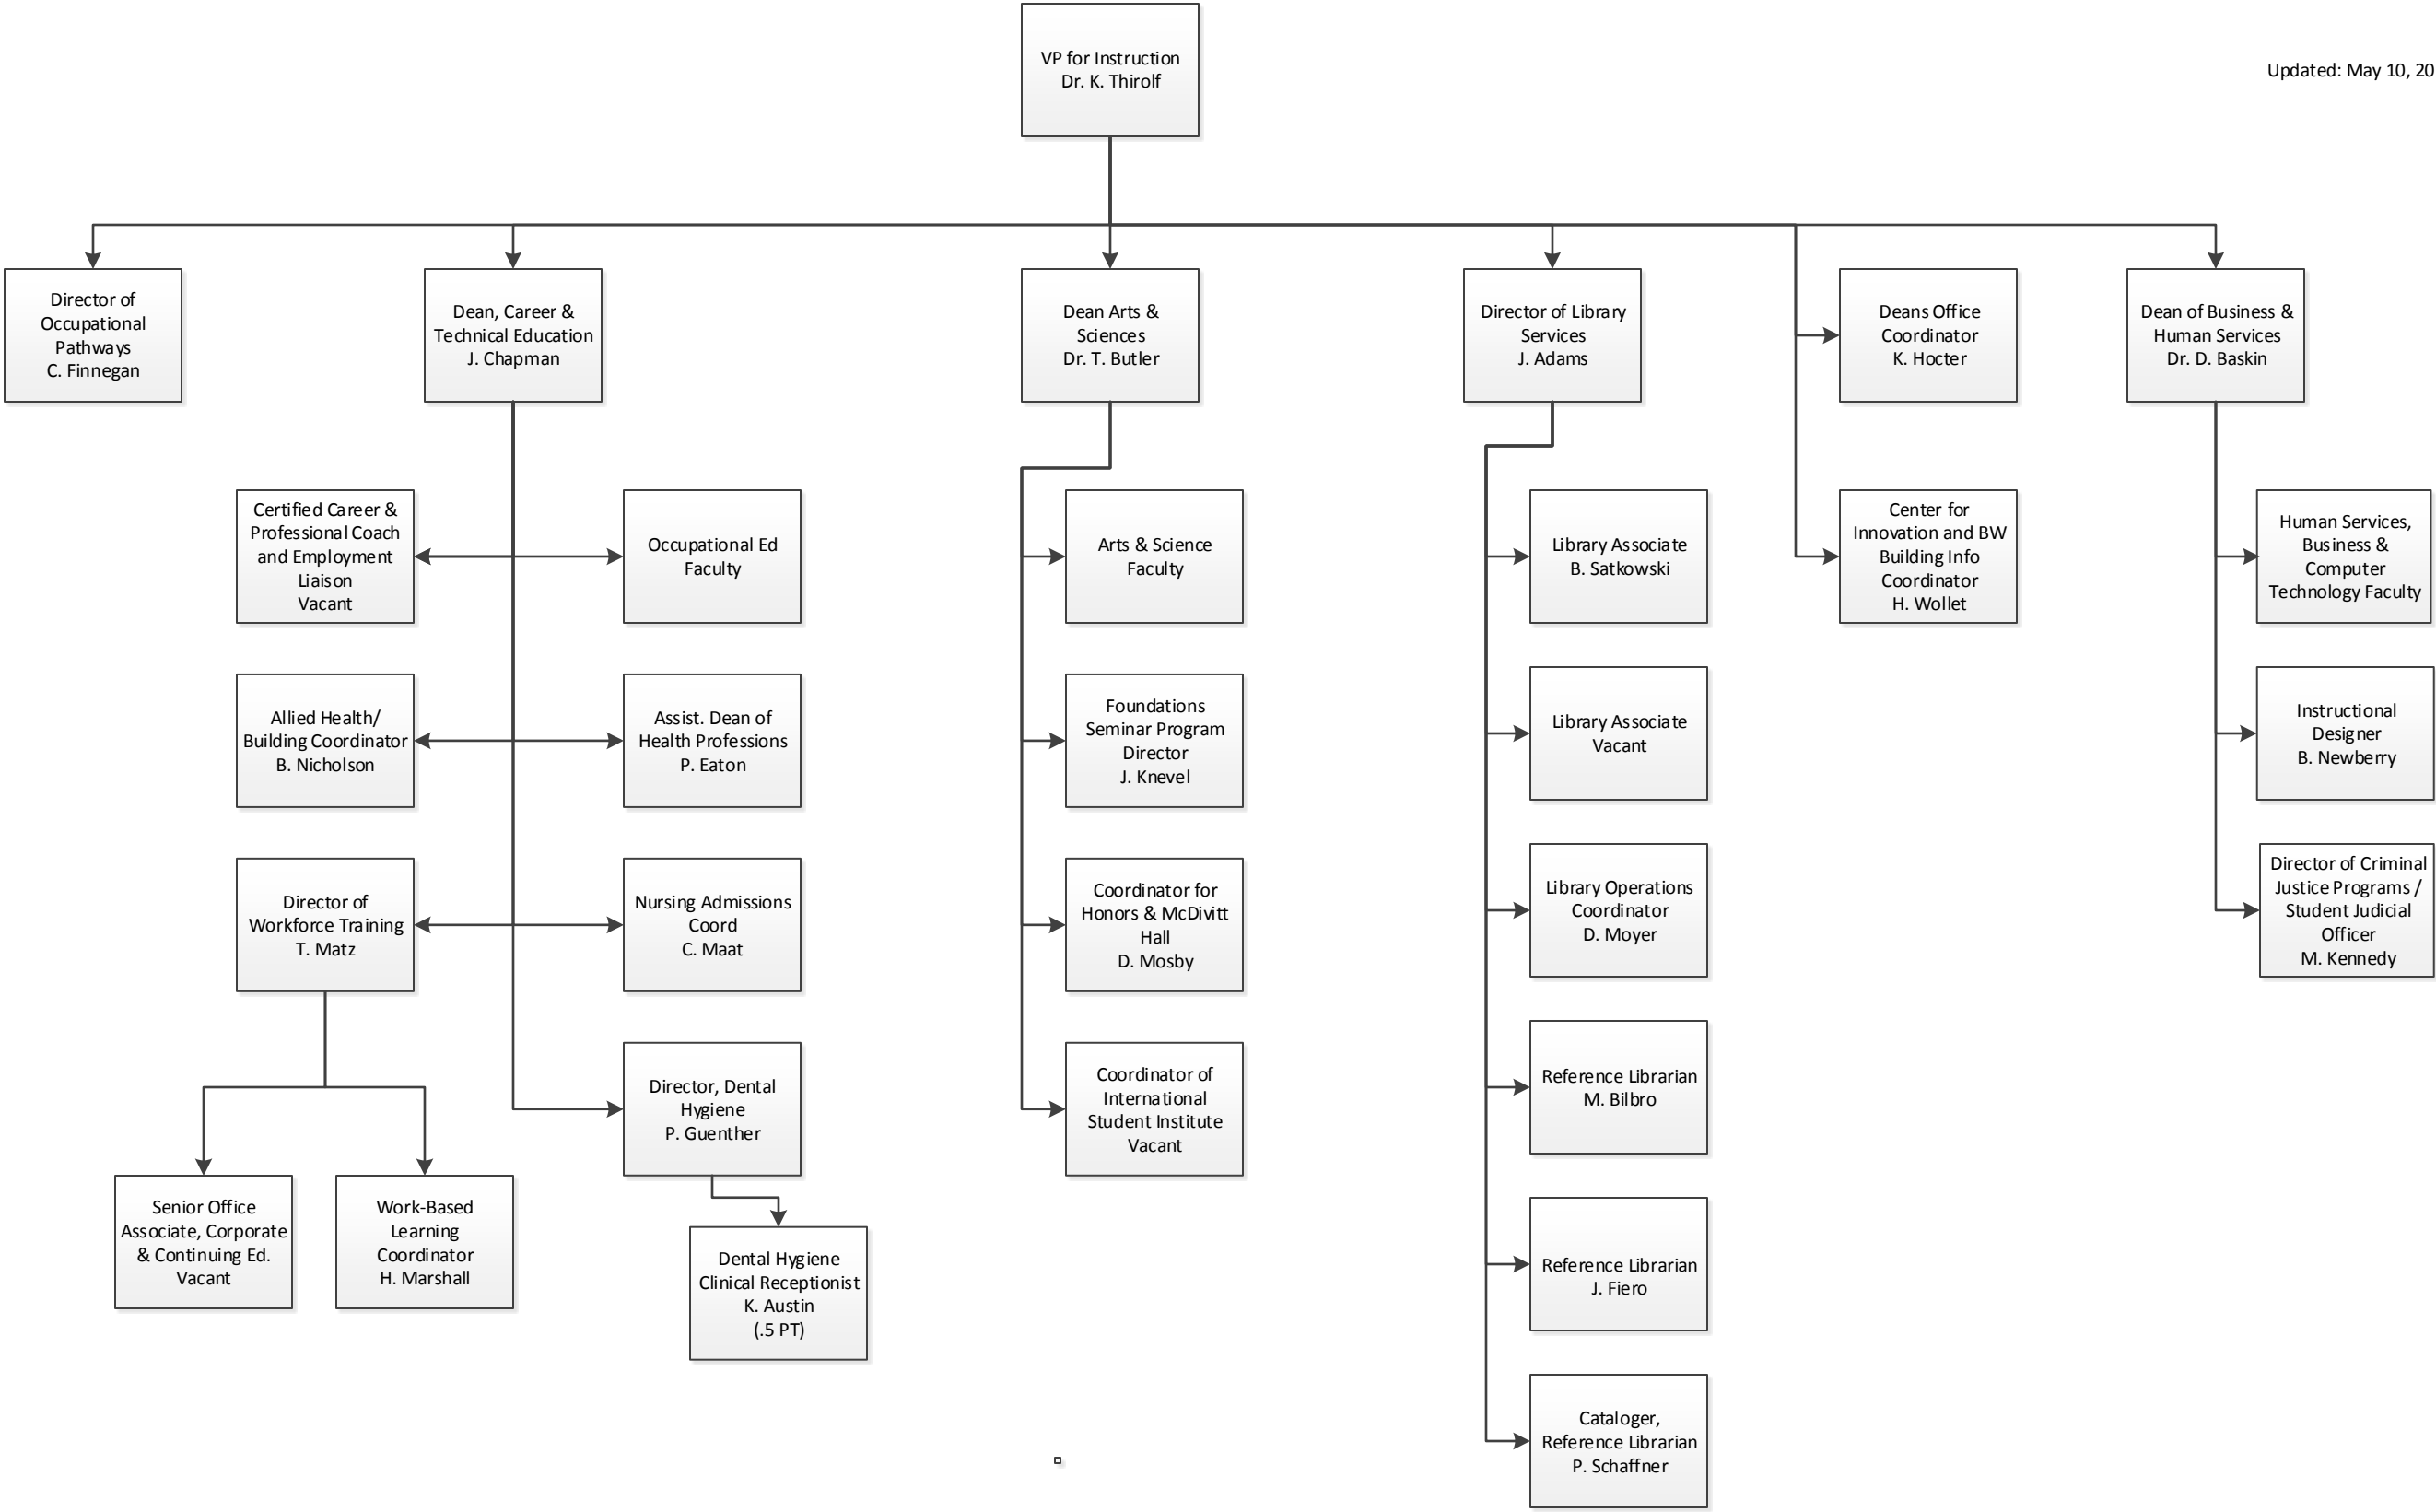 VP for Instruction
Dr. K. Thirolf
Updated: May 10, 20
Director of
Occupational
Pathways
C. Finnegan
Dean, Career &
Technical Education
J. Chapman
Dean Arts &
Sciences
Dr. T. Butler
Director of Library
Services
J. Adams
Deans Office
Coordinator
K. Hocter
Dean of Business &
Human Services
Dr. D. Baskin
Certified Career &
Professional Coach
and Employment
Liaison
Vacant
Occupational Ed
Faculty
Arts & Science
Faculty
Library Associate
B. Satkowski
Center for
Innovation and BW
Building Info
Coordinator
H. Wollet
Human Services,
Business &
Computer
Technology Faculty
Allied Health/
Building Coordinator
B. Nicholson
Assist. Dean of
Health Professions
P. Eaton
Foundations
Seminar Program
Director
J. Knevel
Library Associate
Vacant
Instructional
Designer
B. Newberry
Director of
Workforce Training
T. Matz
Nursing Admissions
Coord
C. Maat
Coordinator for
Honors & McDivitt
Hall
D. Mosby
Library Operations
Coordinator
D. Moyer
Director of Criminal
Justice Programs /
Student Judicial
Officer
M. Kennedy
Director, Dental
Hygiene
P. Guenther
Coordinator of
International
Student Institute
Vacant
Reference Librarian
M. Bilbro
Senior Office
Associate, Corporate
& Continuing Ed.
Vacant
Work-Based
Learning
Coordinator
H. Marshall
Dental Hygiene
Clinical Receptionist
K. Austin
(.5 PT)
Reference Librarian
J. Fiero
Cataloger,
Reference Librarian
P. Schaffner